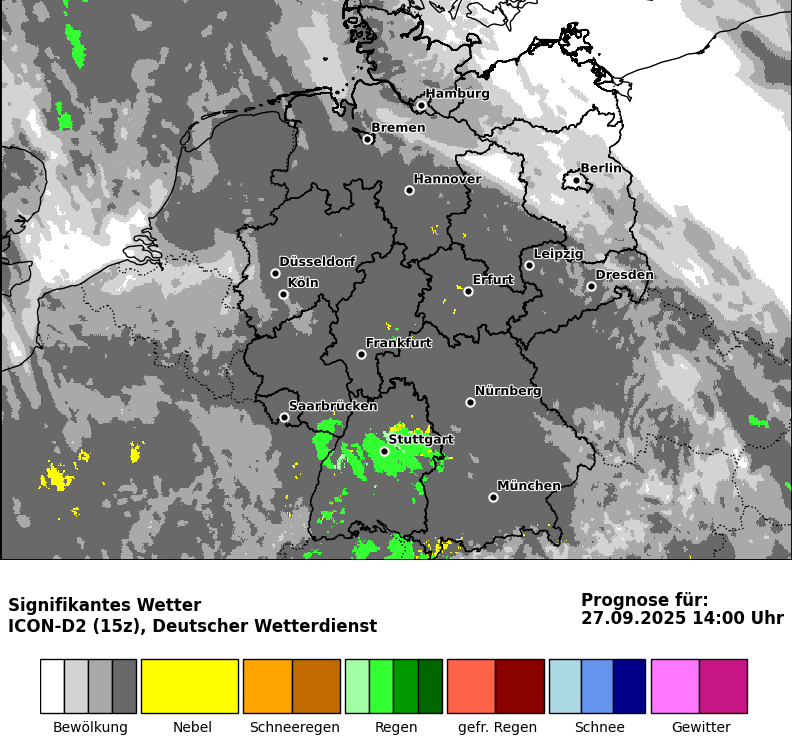 Hamburg
Bremen
Berlin
Hannover
Leipzig
Düsseldorf
Dresden
Köln
Erfurt
Frankfurt
Nürnberg
Saarbrücken
Stuttgart
München
Signifikantes Wetter
ICON-D2 (15z), Deutscher Wetterdienst
Prognose für:
27.09.2025 14:00 Uhr
Bewölkung
Nebel
Schneeregen
Regen
gefr. Regen
Schnee
Gewitter